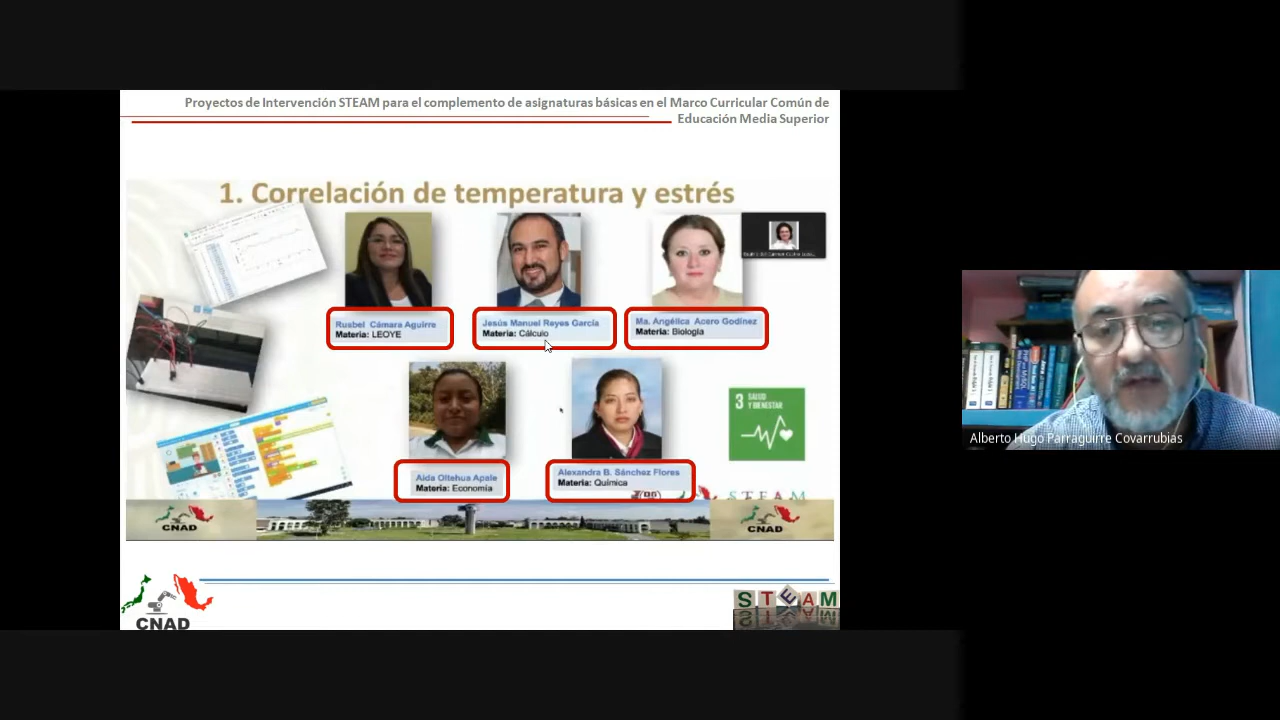 Proyectos de Intervención STEAM para el complemento de asignaturas básicas en el Marco Curricular Común de
Educación Media Superior
1. Correlación de temperatura y estrés
Rusbel Cámara Aguirre
Materia: LEOYE
Jesús Manuel Reyes García
Materia: Cálculo
Ma. Angélica Acero Godínez
Materia: Biología
Aida Oltehua Apale
Materia: Economía
Alexandra B. Sánchez Flores
Materia: Química
3 SALUD
Y BIENESTAR
STEAM
CNAD
CNAD
CNAD
STEAM
Alberto Hugo Parraguirre Covarrubias